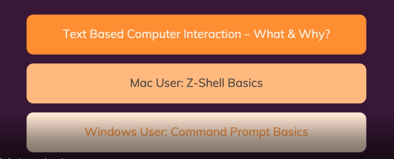 Text Based Computer Interaction – What & Why?
Mac User: Z-Shell Basics
Windows User: Command Prompt Basics